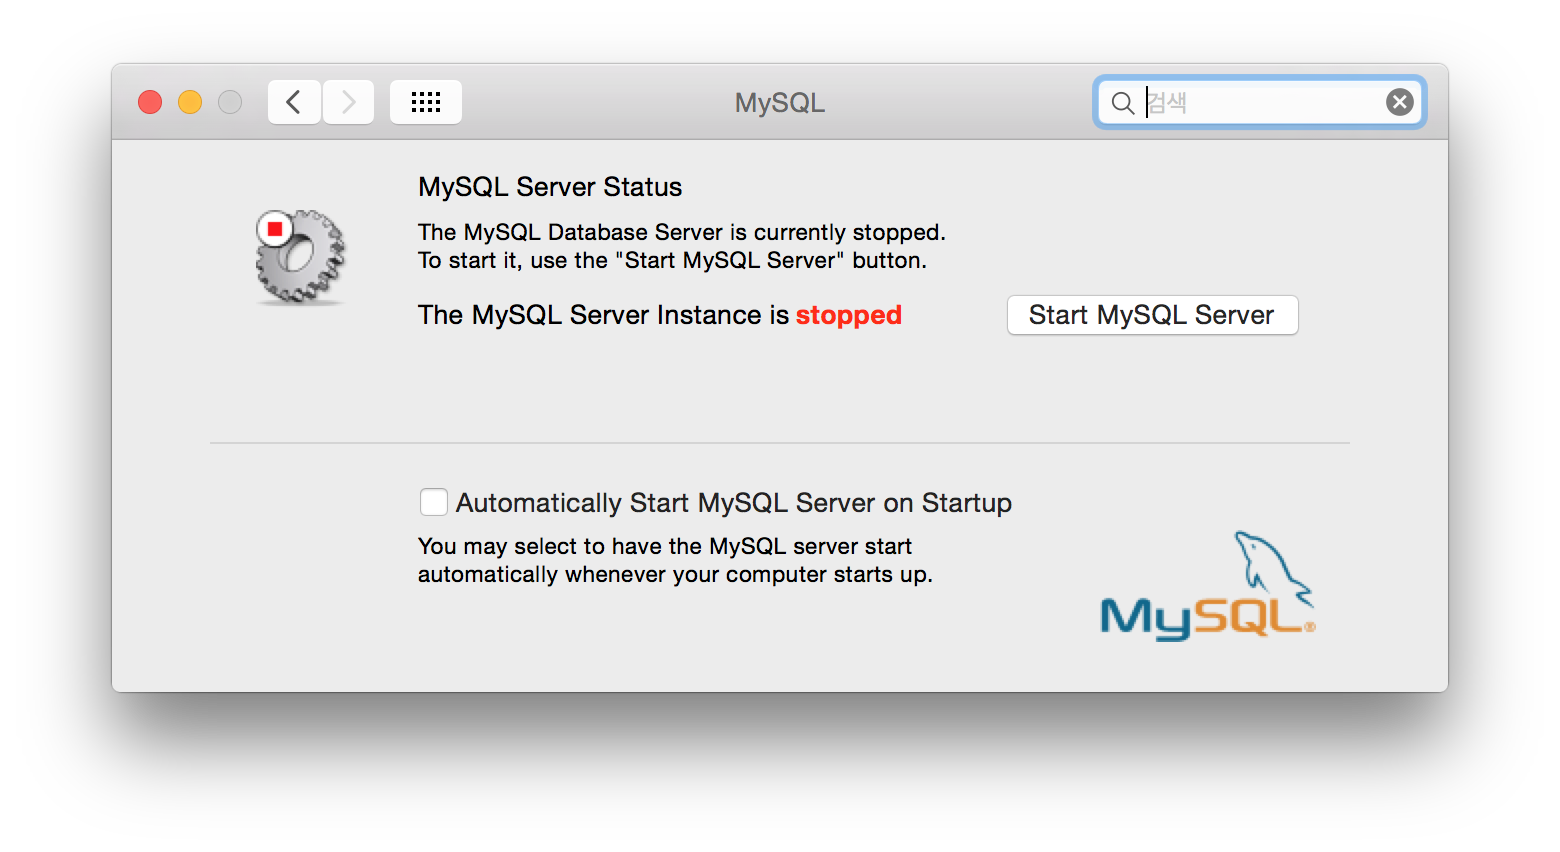 MySQL
검색
MySQL Server Status
The MySQL Database Server is currently stopped.
To start it, use the "Start MySQL Server" button.
The MySQL Server Instance is stopped
Start MySQL Server
Automatically Start MySQL Server on Startup
You may select to have the MySQL server start
automatically whenever your computer starts up.
MySQL®